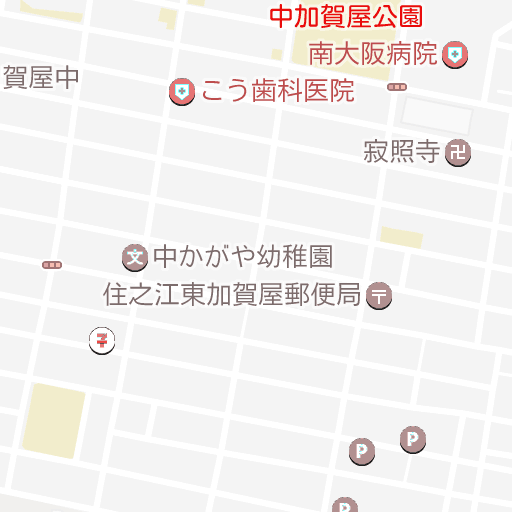 中加賀屋公園
南大阪病院
賀屋中
こう歯科医院
寂照寺
中かがや幼稚園
文
住之江東加賀屋郵便局
P
P
P